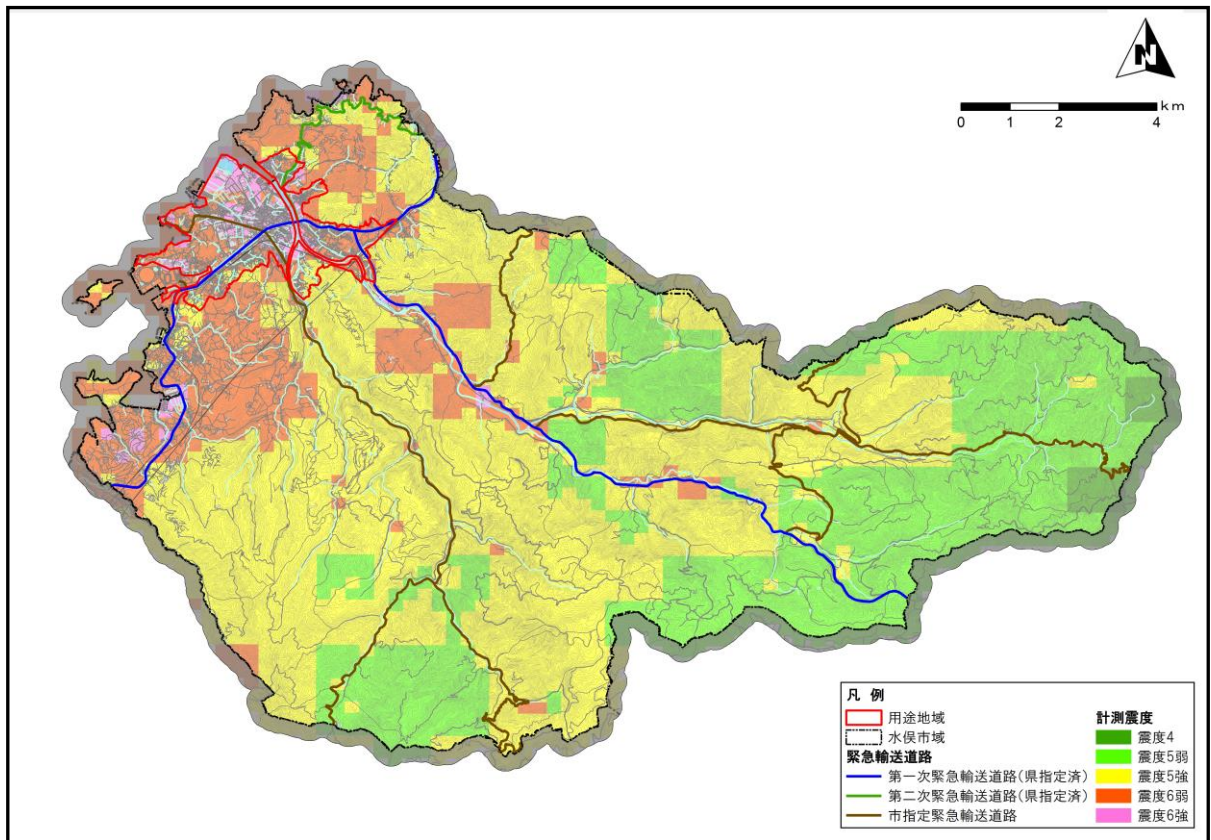 N
km
0 1 2 4
凡 例
用途地域
水俣市域
緊急輸送道路
第一次緊急輸送道路(県指定済)
第二次緊急輸送道路(県指定済)
市指定緊急輸送道路
計測震度
震度4
震度5弱
震度5強
震度6弱
震度6強